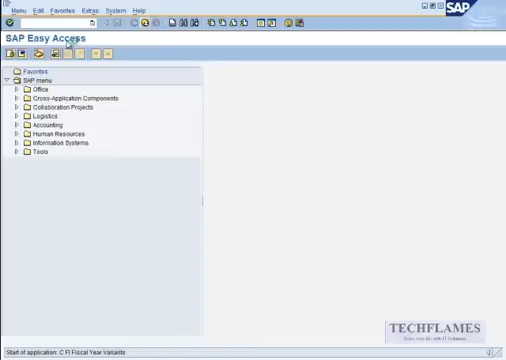 Menu Edit Favorites Extras System Help
SAP
SAP Easy Access
Favorites
SAP menu
Office
Cross-Application Components
Collaboration Projects
Logistics
Accounting
Human Resources
Information Systems
Tools
TECHFLAMES
Start of application: C FI Fiscal Year Variants